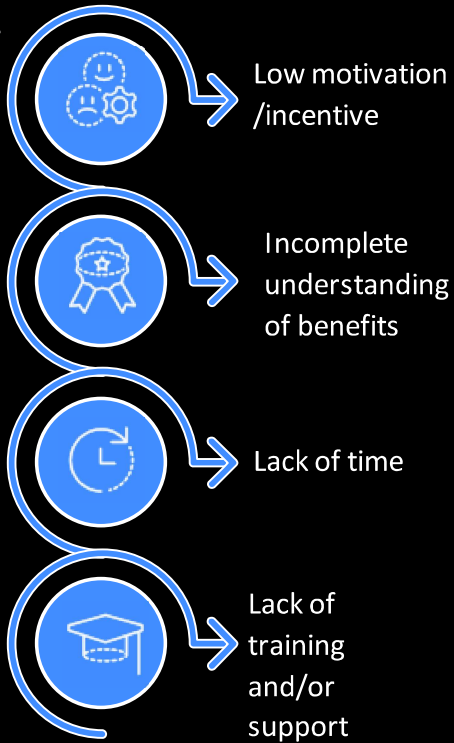 Low motivation
/incentive
Incomplete
understanding
of benefits
Lack of time
Lack of
training
and/or
support